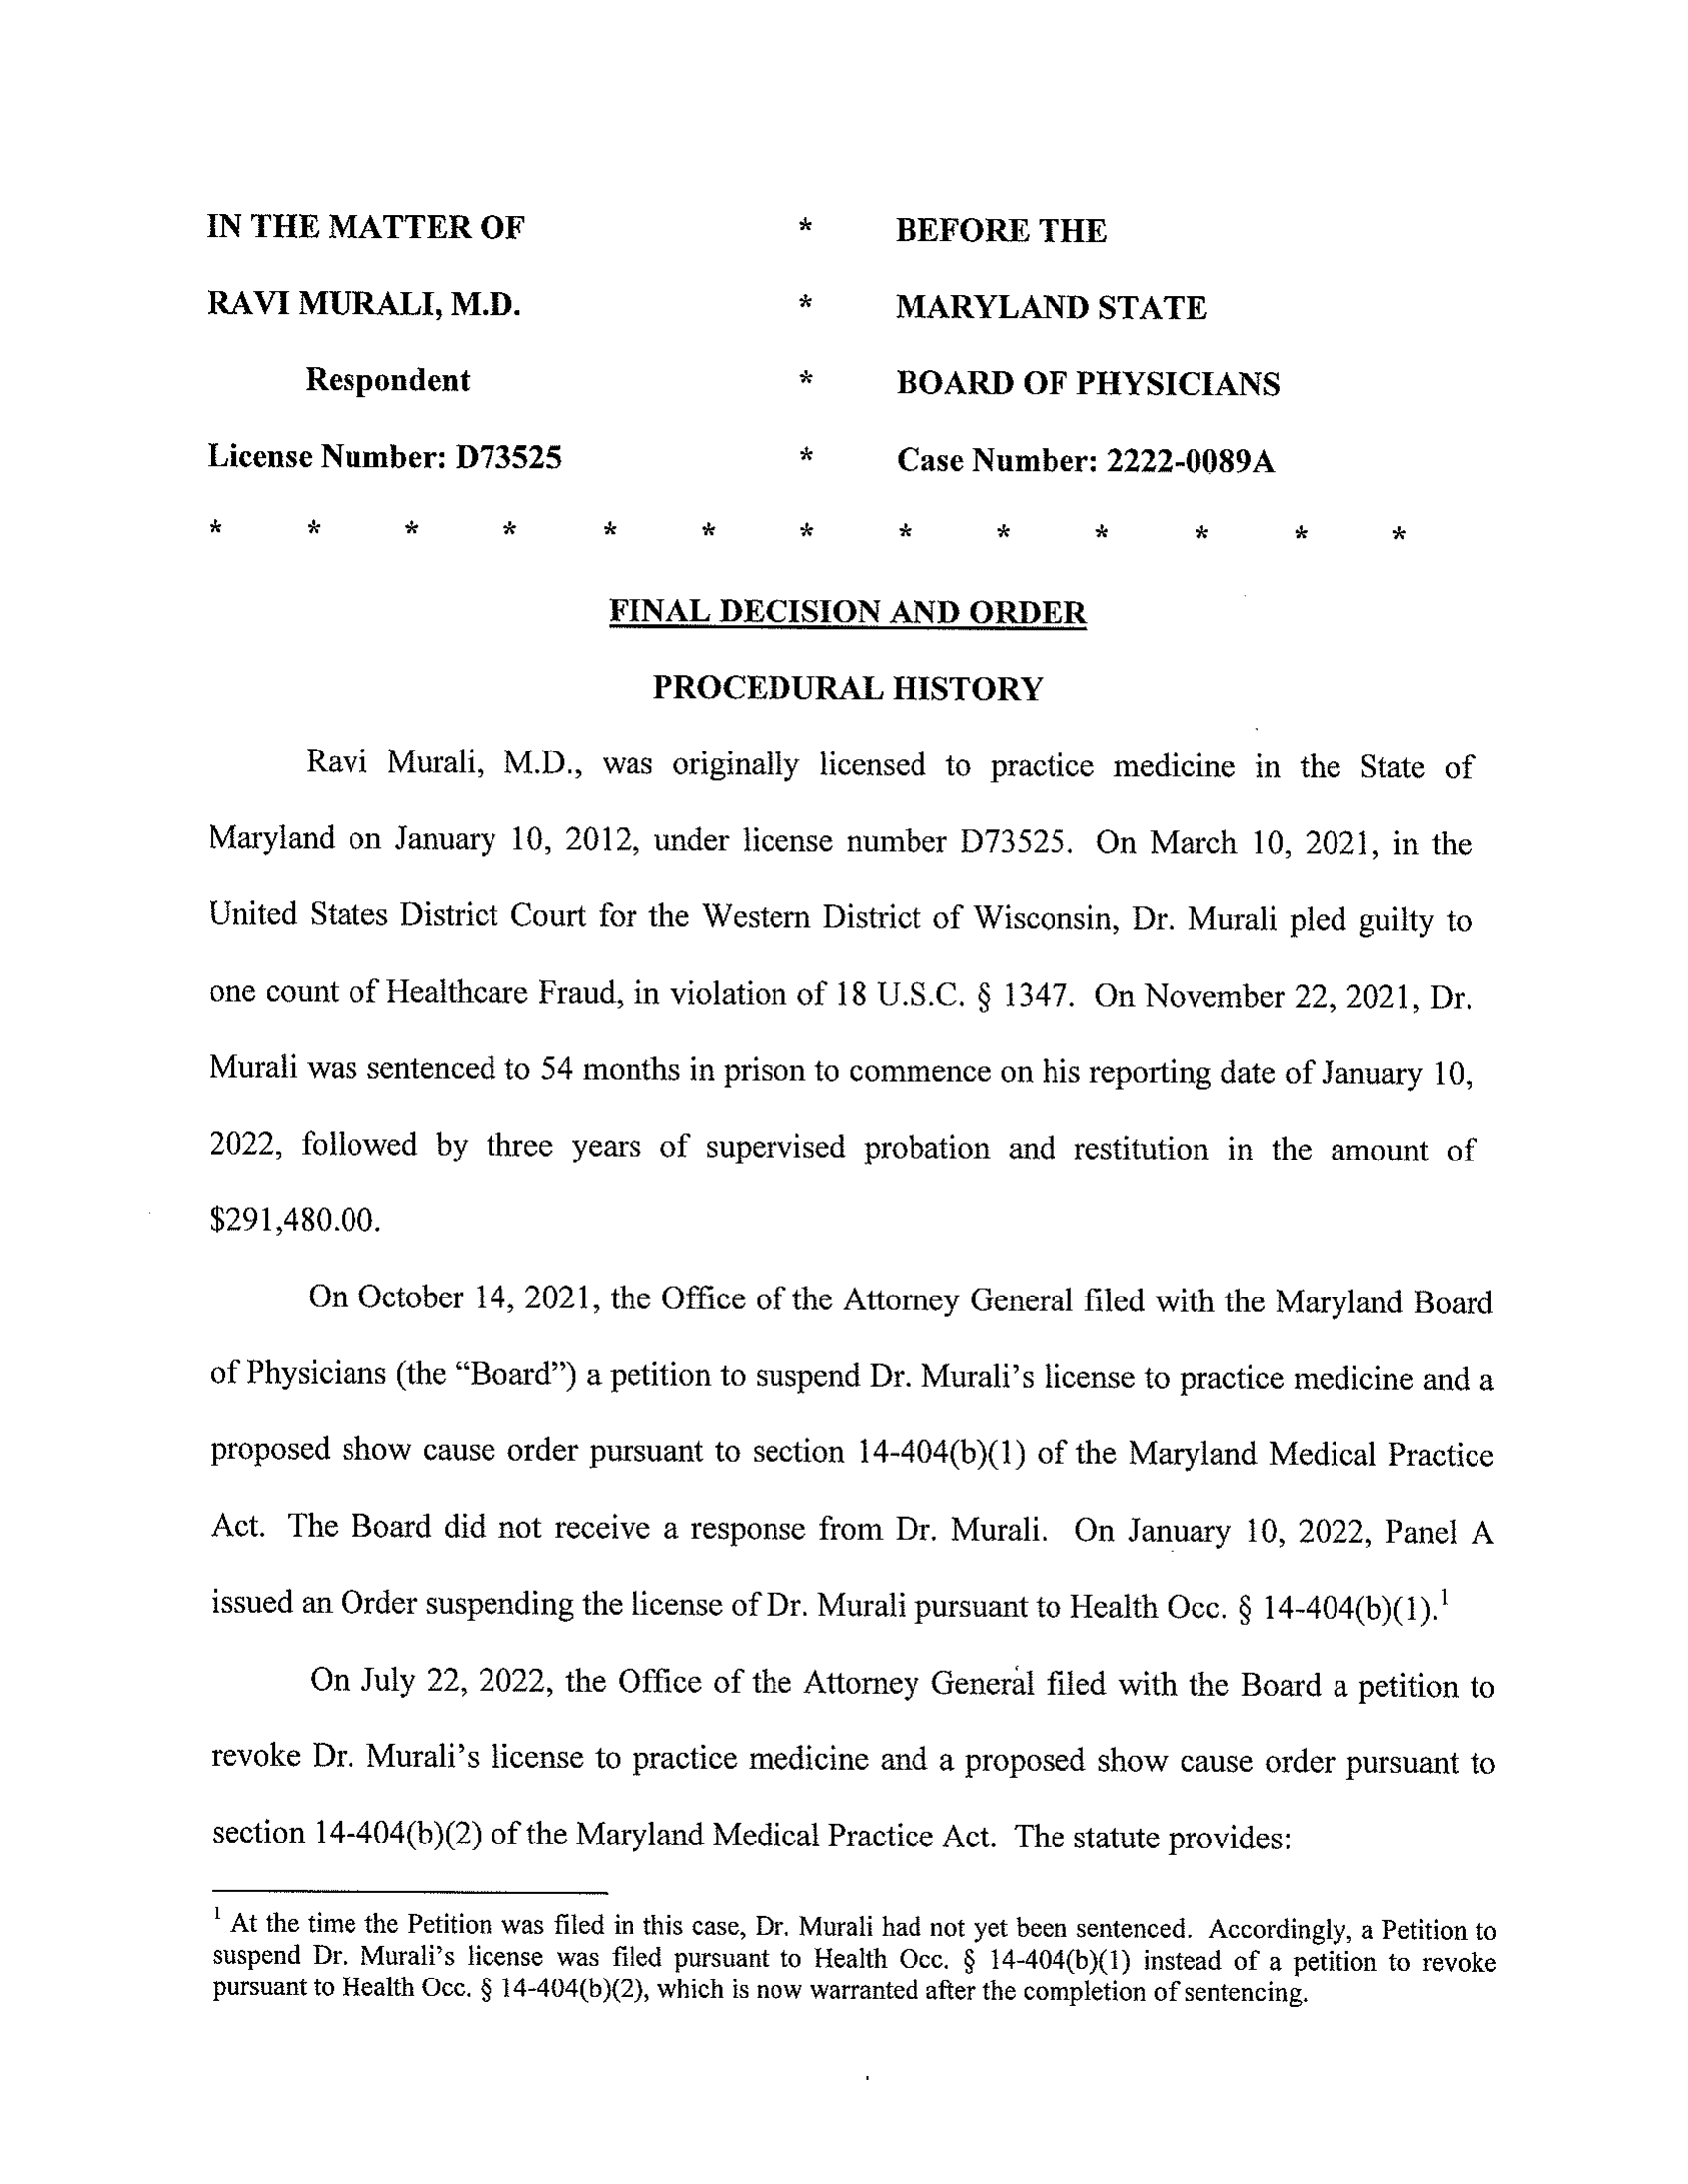 IN THE MATTER OF * BEFORE THE
RAVI MURALI, M.D. * MARYLAND STATE
Respondent * BOARD OF PHYSICIANS
License Number: D73525 * Case Number: 2222-0089A
* * * * * * * * * * * * *
FINAL DECISION AND ORDER
PROCEDURAL HISTORY
Ravi Murali, M.D., was originally licensed to practice medicine in the State of
Maryland on January 10, 2012, under license number D73525. On March 10, 2021, in the
United States District Court for the Western District of Wisconsin, Dr. Murali pled guilty to
one count of Healthcare Fraud, in violation of 18 U.S.C. § 1347. On November 22, 2021, Dr.
Murali was sentenced to 54 months in prison to commence on his reporting date of January 10,
2022, followed by three years of supervised probation and restitution in the amount of
$291,480.00.
On October 14, 2021, the Office of the Attorney General filed with the Maryland Board
of Physicians (the “Board”) a petition to suspend Dr. Murali’s license to practice medicine and a
proposed show cause order pursuant to section 14-404(b)(1) of the Maryland Medical Practice
Act. The Board did not receive a response from Dr. Murali. On January 10, 2022, Panel A
issued an Order suspending the license of Dr. Murali pursuant to Health Occ. § 14-404(b)(1).¹
On July 22, 2022, the Office of the Attorney General filed with the Board a petition to
revoke Dr. Murali’s license to practice medicine and a proposed show cause order pursuant to
section 14-404(b)(2) of the Maryland Medical Practice Act. The statute provides:
¹ At the time the Petition was filed in this case, Dr. Murali had not yet been sentenced. Accordingly, a Petition to
suspend Dr. Murali’s license was filed pursuant to Health Occ. § 14-404(b)(1) instead of a petition to revoke
pursuant to Health Occ. § 14-404(b)(2), which is now warranted after the completion of sentencing.